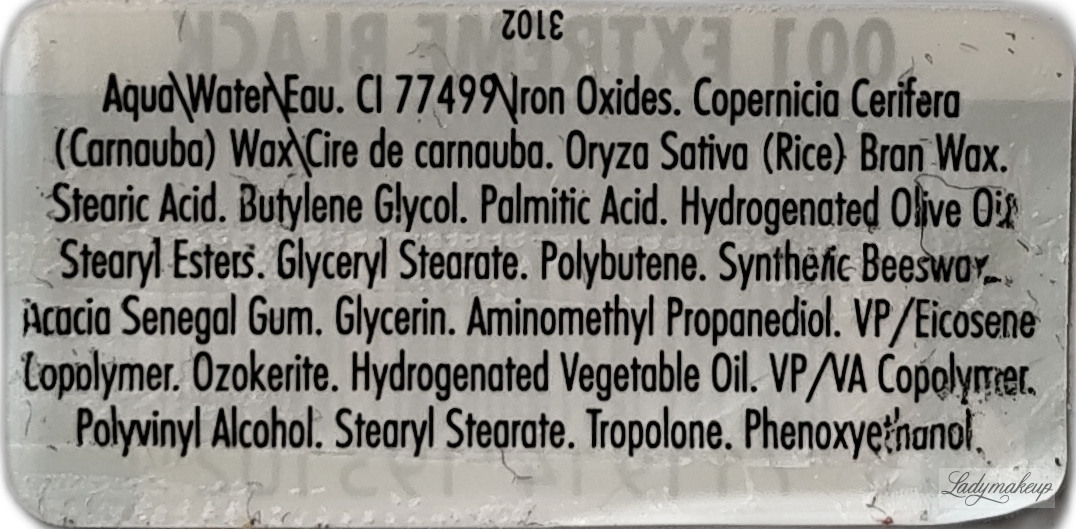 3102
001 EXTREME BLACK
Aqua\Water\Eau. CI 77499\Iron Oxides. Copernicia Cerifera
(Carnauba) Wax\Cire de carnauba. Oryza Sativa (Rice) Bran Wax.
Stearic Acid. Butylene Glycol. Palmitic Acid. Hydrogenated Olive Oil
Stearyl Esters. Glyceryl Stearate. Polybutene. Synthetic Beeswax.
Acacia Senegal Gum. Glycerin. Aminomethyl Propanediol. VP/Eicosene
Copolymer. Ozokerite. Hydrogenated Vegetable Oil. VP/VA Copolymer.
Polyvinyl Alcohol. Stearyl Stearate. Tropolone. Phenoxyethanol.
Ladymakeup